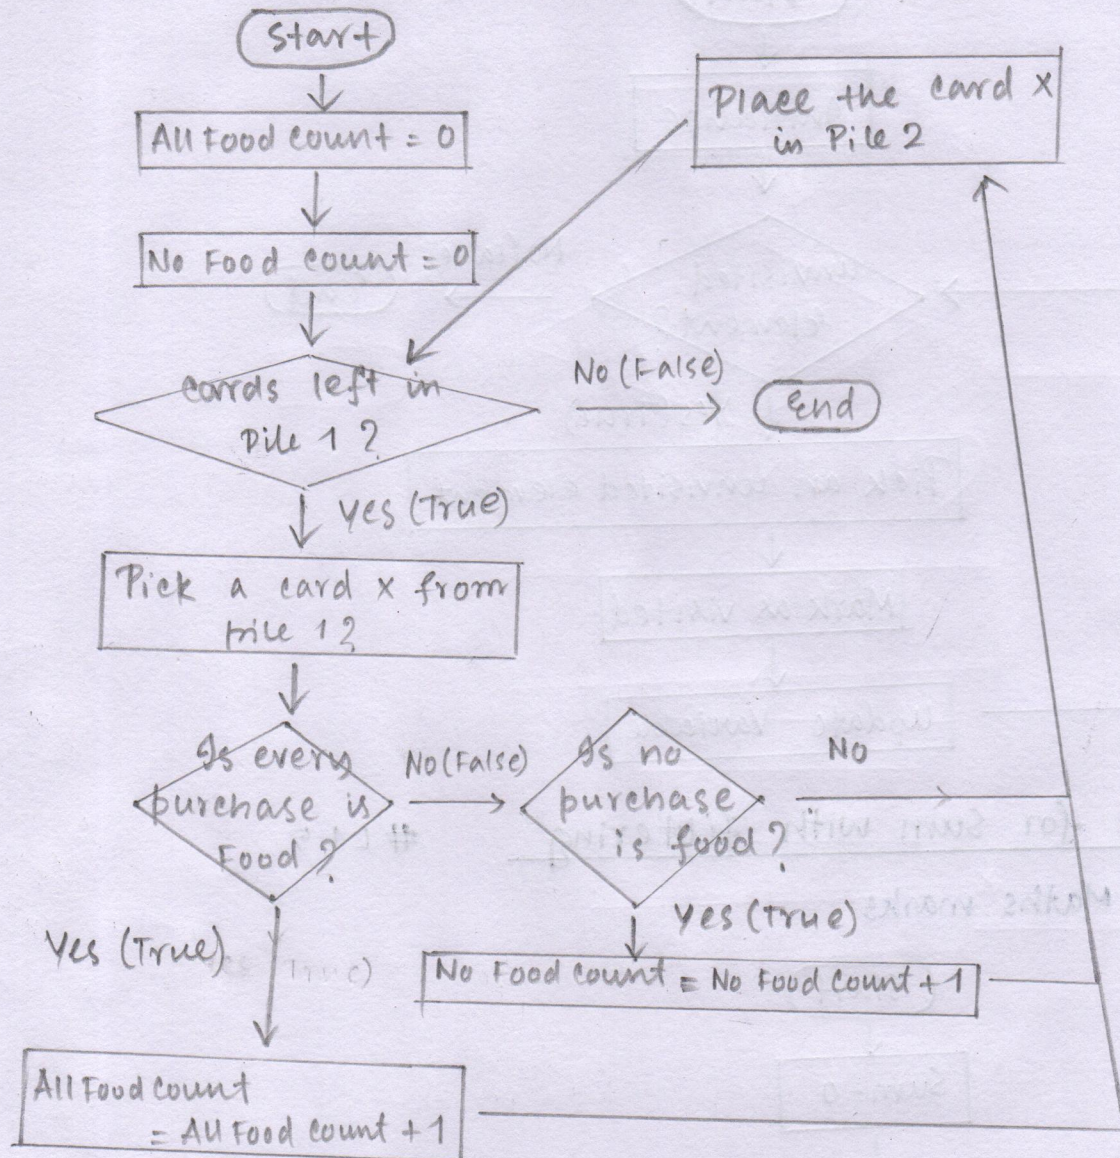 Start
All Food count = 0
Place the card X
in Pile 2
No Food count = 0
carrds left in
Pile 1 ?
No (False)
End
Yes (True)
Pick a card x from
pile 1 ?
Is every
purchase is
Food ?
No (False)
Is no
purchase
is food ?
No
Yes (True)
Yes (True)
No Food count = No Food count + 1
All Food count
= All Food count + 1